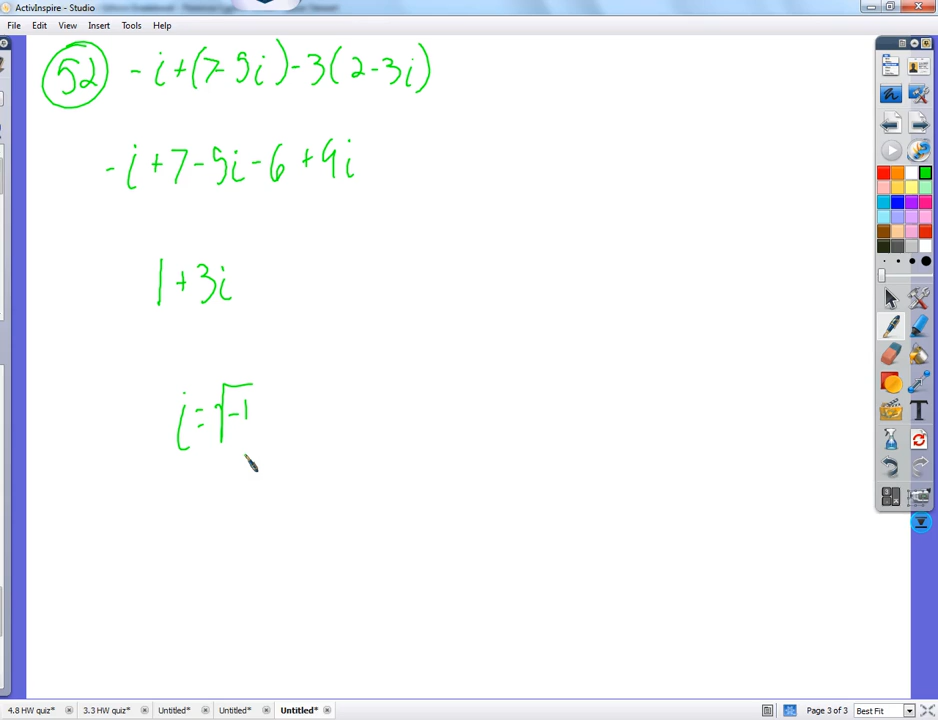 ActivInspire - Studio
File Edit View Insert Tools Help
52 -i+(7-5i)-3(2-3i)
-i+7-5i-6+9i
1+3i
i=√-1
4.8 HW quiz* 3.3 HW quiz* Untitled* Untitled* Untitled* Page 3 of 3 Best Fit